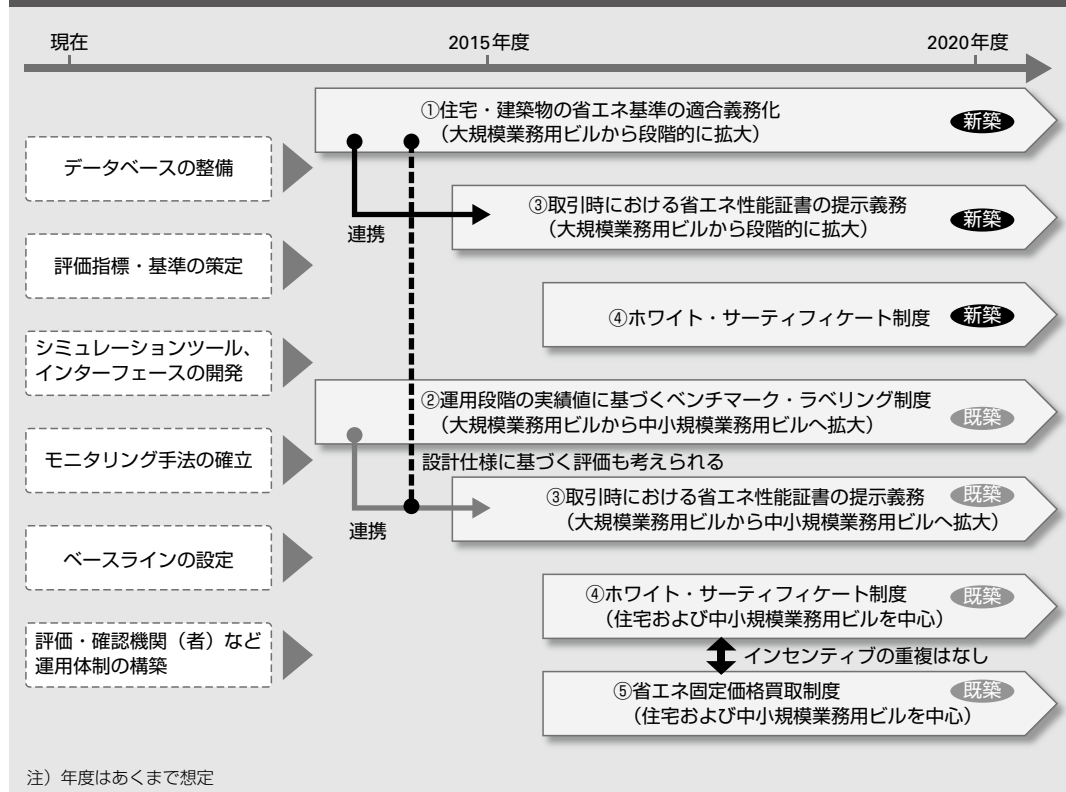 現在
2015年度
2020年度
①住宅・建築物の省エネ基準の適合義務化
(大規模業務用ビルから段階的に拡大)
新築
データベースの整備
③取引時における省エネ性能証書の提示義務
(大規模業務用ビルから段階的に拡大)
新築
連携
評価指標・基準の策定
④ホワイト・サーティフィケート制度
新築
シミュレーションツール、
インターフェースの開発
②運用段階の実績値に基づくベンチマーク・ラベリング制度
(大規模業務用ビルから中小規模業務用ビルへ拡大)
既築
モニタリング手法の確立
設計仕様に基づく評価も考えられる
③取引時における省エネ性能証書の提示義務
(大規模業務用ビルから中小規模業務用ビルへ拡大)
既築
連携
ベースラインの設定
④ホワイト・サーティフィケート制度
(住宅および中小規模業務用ビルを中心)
既築
評価・確認機関(者)など
運用体制の構築
インセンティブの重複はなし
⑤省エネ固定価格買取制度
(住宅および中小規模業務用ビルを中心)
既築
注)年度はあくまで想定